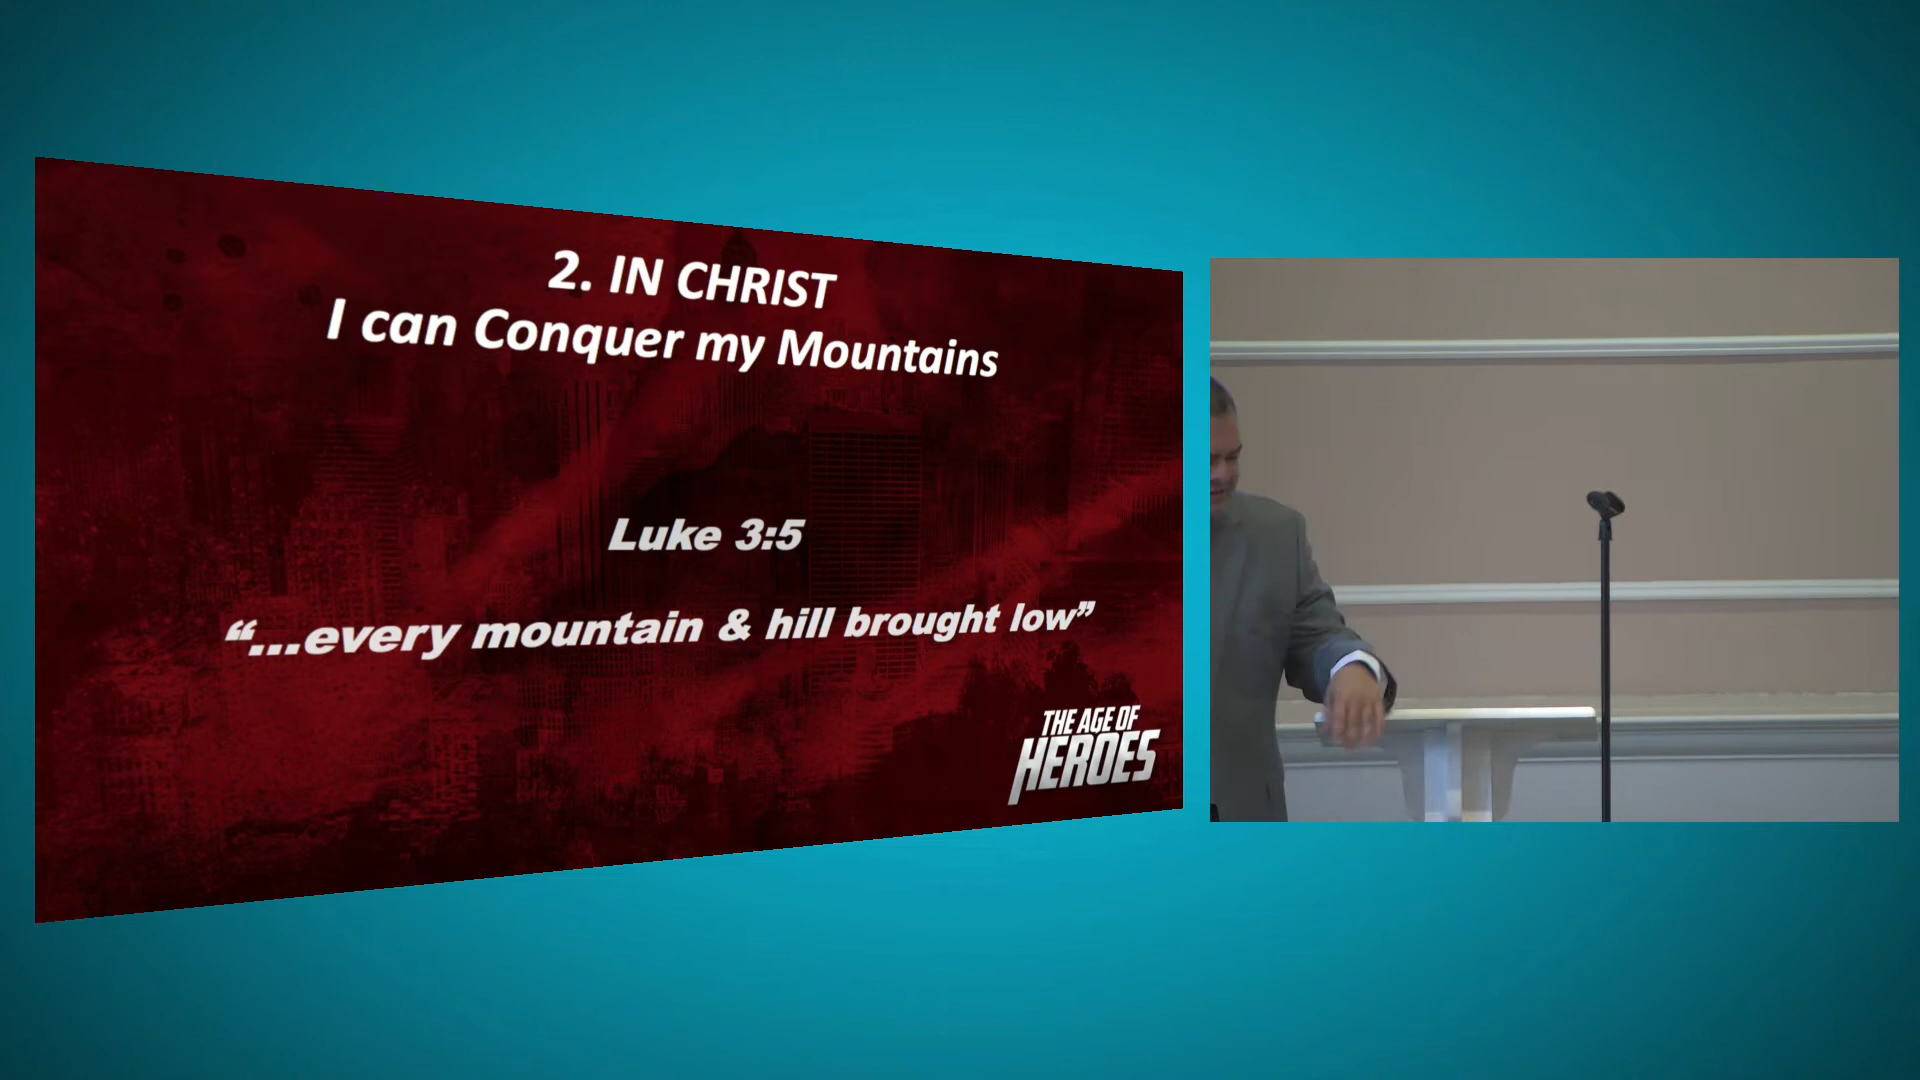 2. IN CHRIST
I can Conquer my Mountains
Luke 3:5
“...every mountain & hill brought low”
THE AGE OF
HEROES